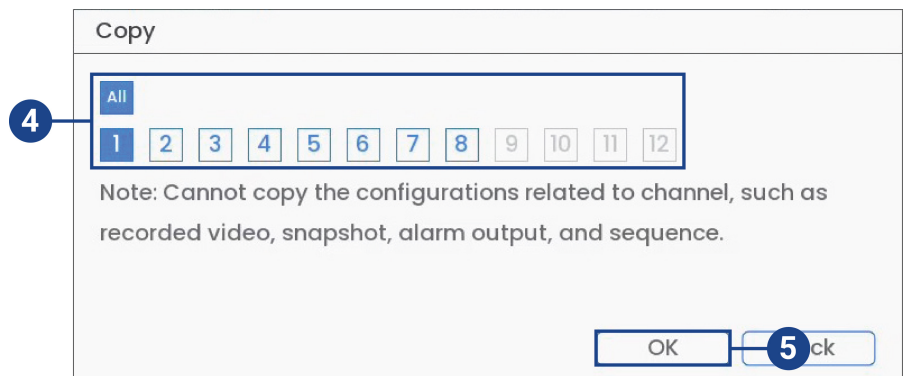 Copy
All
4
1 2 3 4 5 6 7 8 9 10 11 12
Note: Cannot copy the configurations related to channel, such as
recorded video, snapshot, alarm output, and sequence.
OK 5 ck